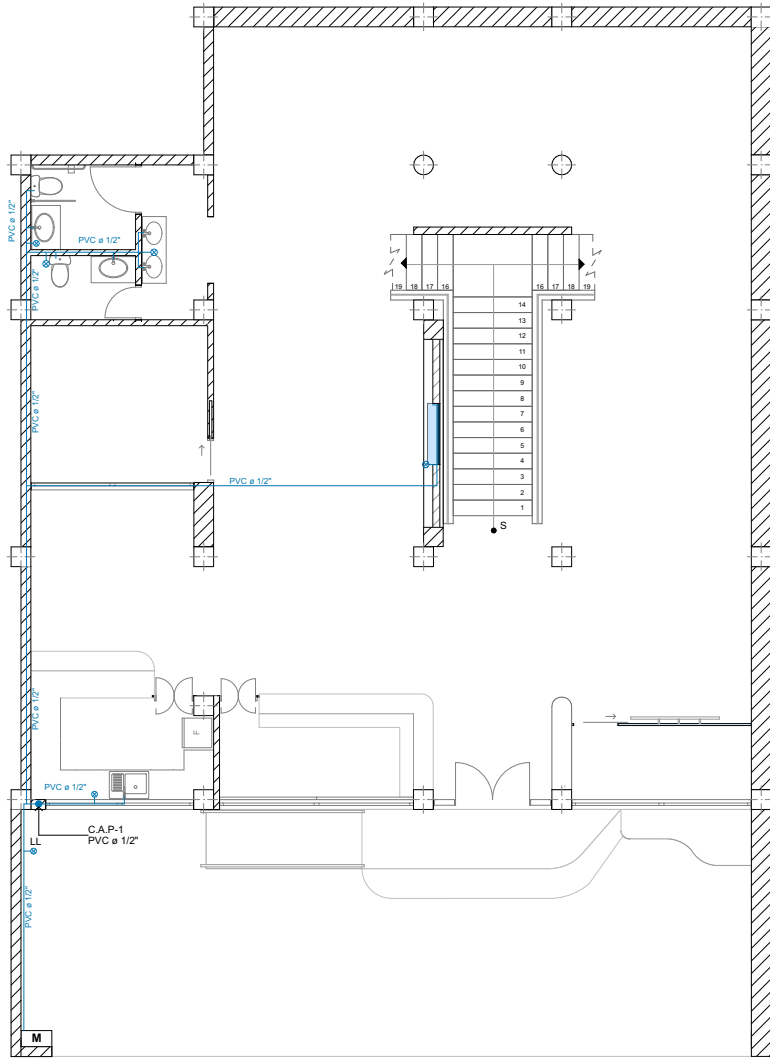 PVC ø 1/2"
PVC ø 1/2"
PVC ø 1/2"
19 18 17 16
16 17 18 19
14
13
12
11
10
9
8
7
6
5
4
3
2
1
S
PVC ø 1/2"
PVC ø 1/2"
PVC ø 1/2"
F
PVC ø 1/2"
C.A.P-1
PVC ø 1/2"
LL
PVC ø 1/2"
M